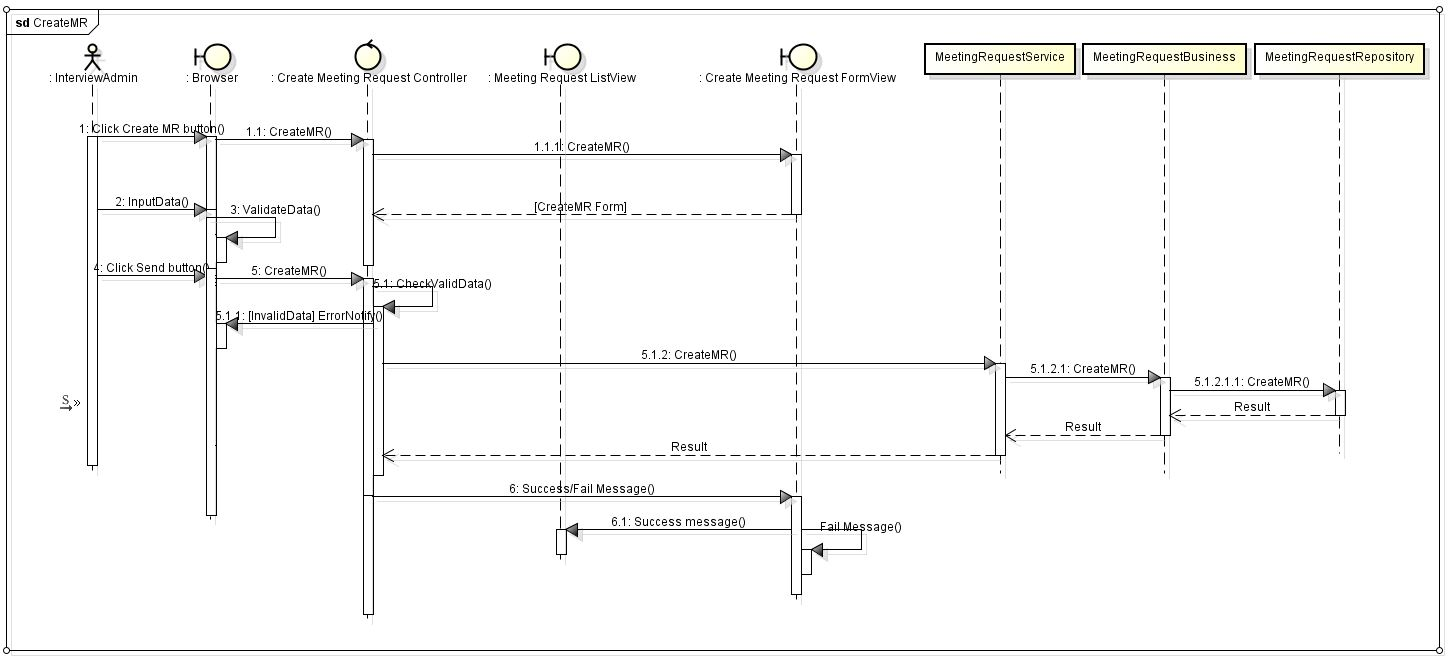 sd CreateMR
: InterviewAdmin
: Browser
: Create Meeting Request Controller
: Meeting Request ListView
: Create Meeting Request FormView
MeetingRequestService
MeetingRequestBusiness
MeetingRequestRepository
1: Click Create MR button()
1.1: CreateMR()
1.1.1: CreateMR()
2: InputData()
3: ValidateData()
[CreateMR Form]
4: Click Send button()
5: CreateMR()
5.1: CheckValidData()
5.1.1: [InvalidData] ErrorNotify()
5.1.2: CreateMR()
5.1.2.1: CreateMR()
5.1.2.1.1: CreateMR()
S »
Result
Result
Result
6: Success/Fail Message()
6.1: Success message()
Fail Message()